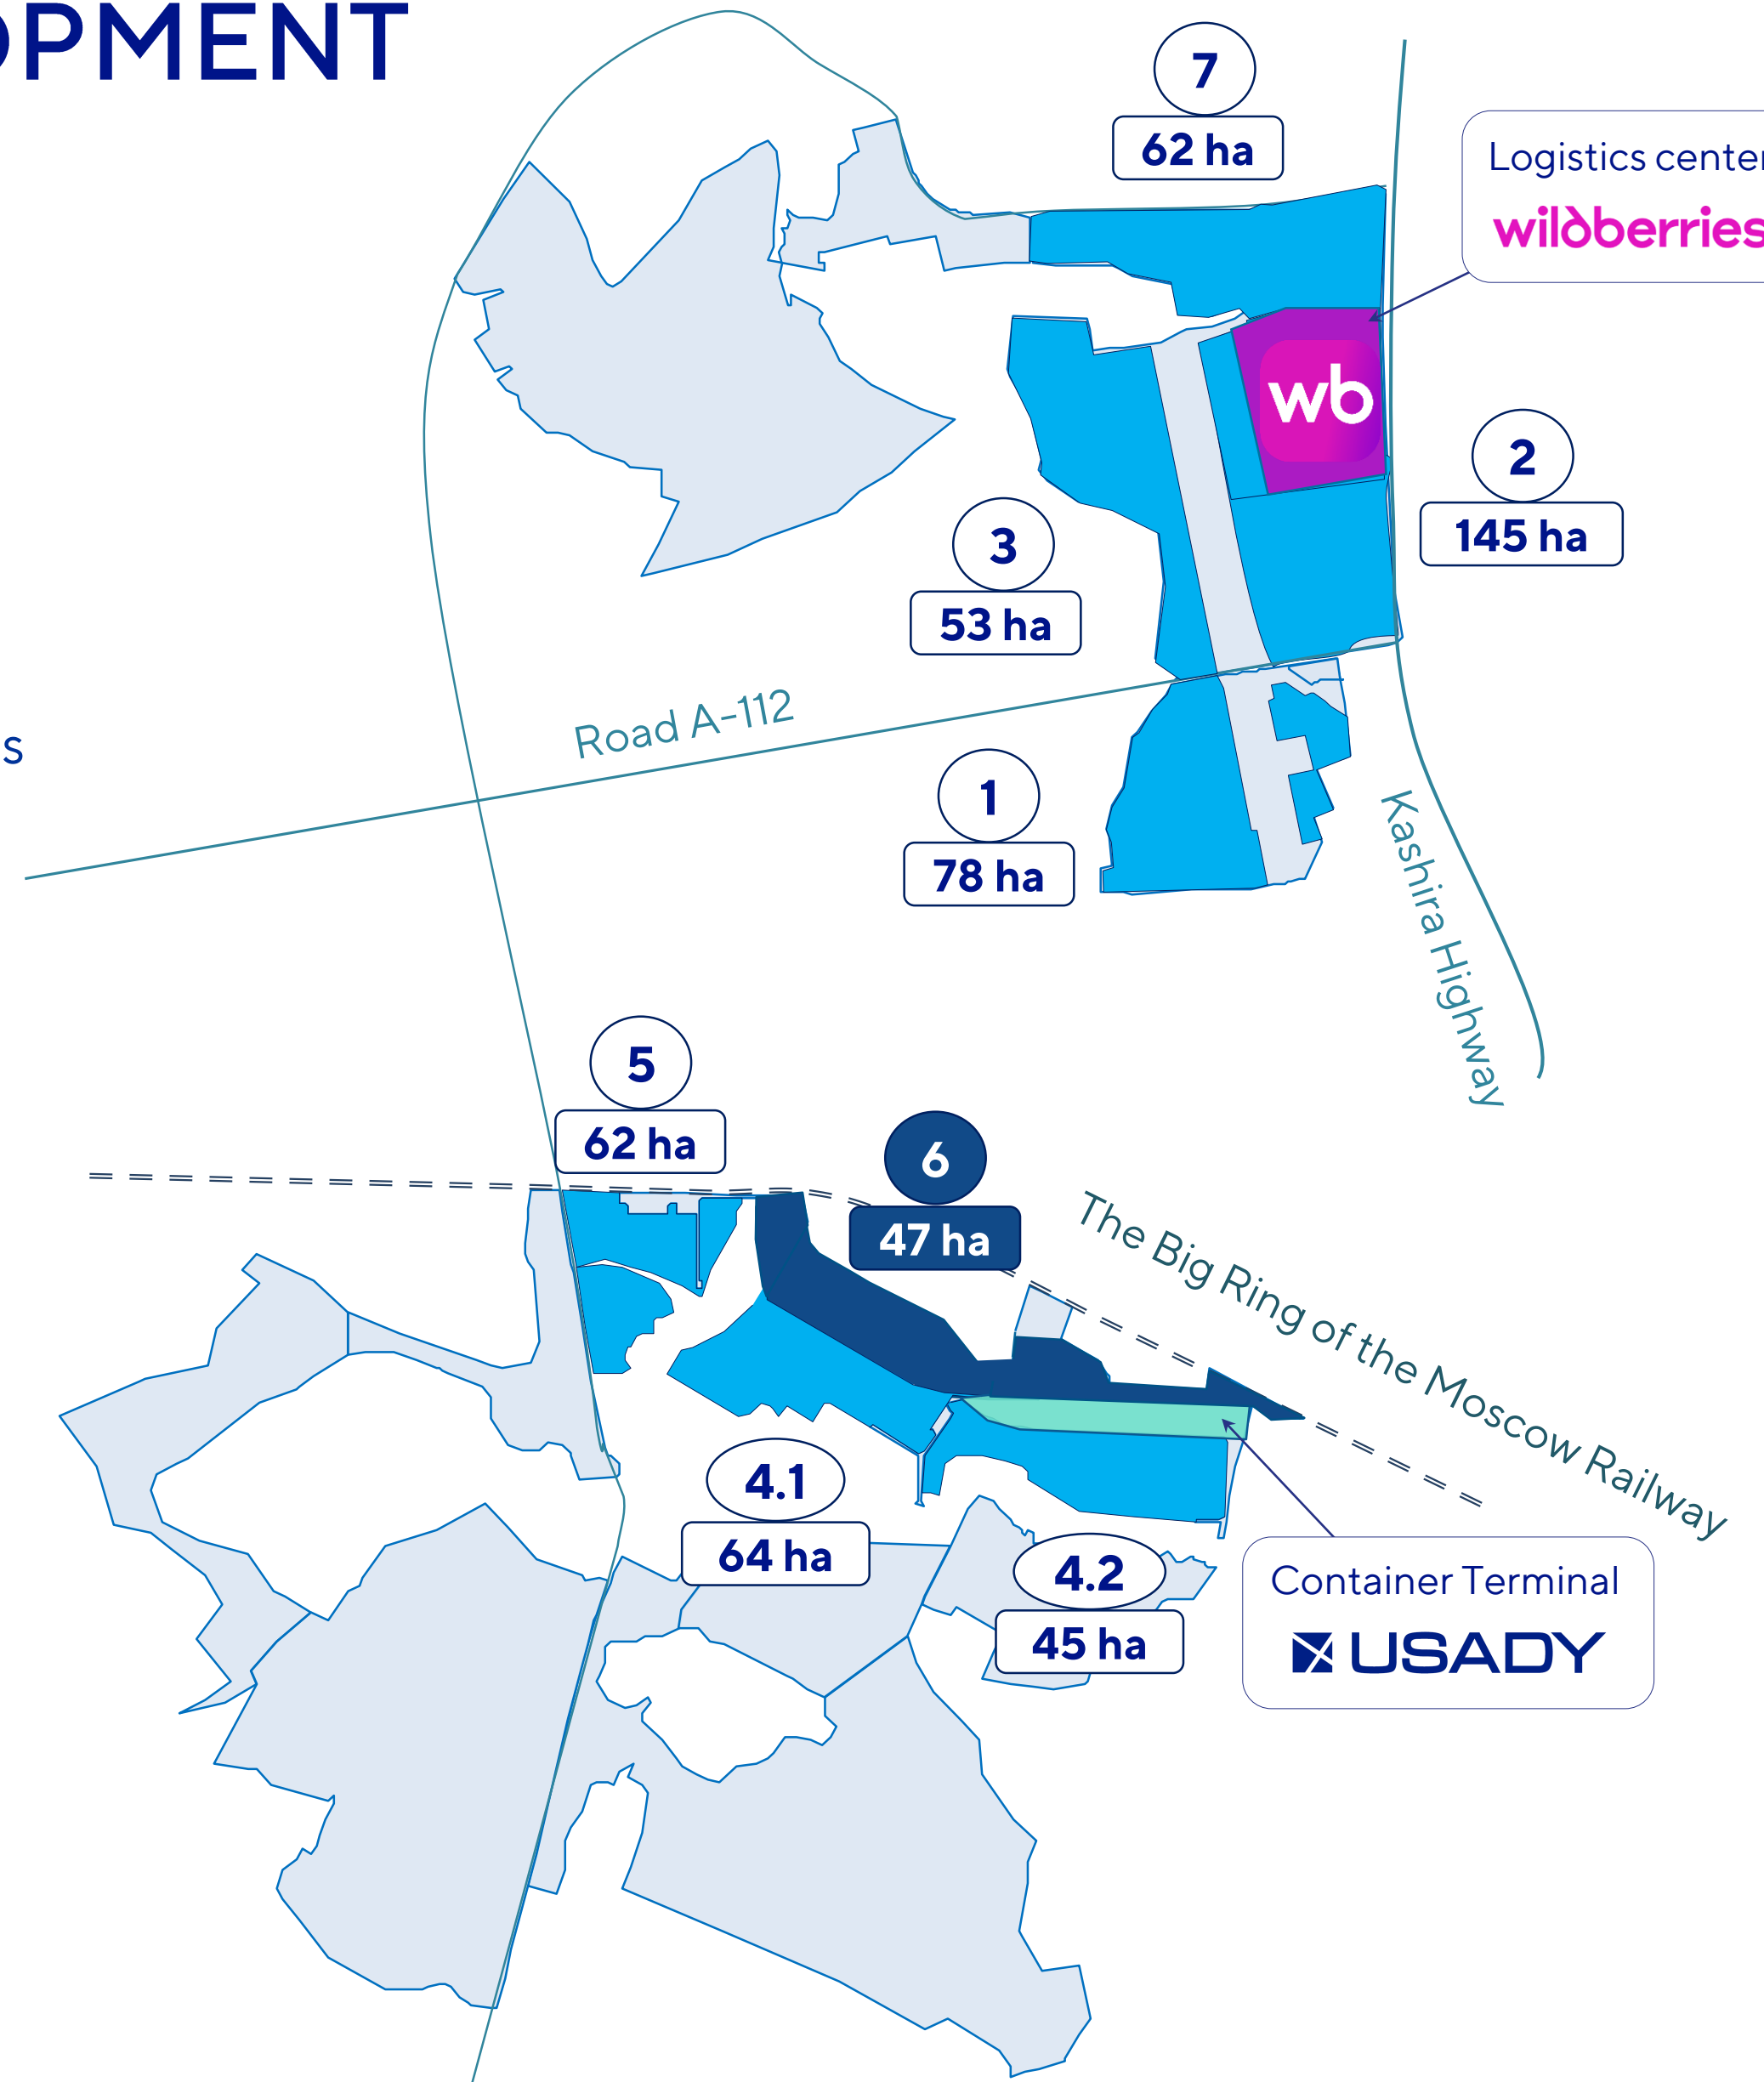 OPMENT
7
62 ha
Logistics center
wildberries
wb
2
145 ha
3
53 ha
Road A-112
s
1
78 ha
Kashira Highway
5
62 ha
6
47 ha
The Big Ring of the Moscow Railway
4.1
64 ha
4.2
45 ha
Container Terminal
USADY